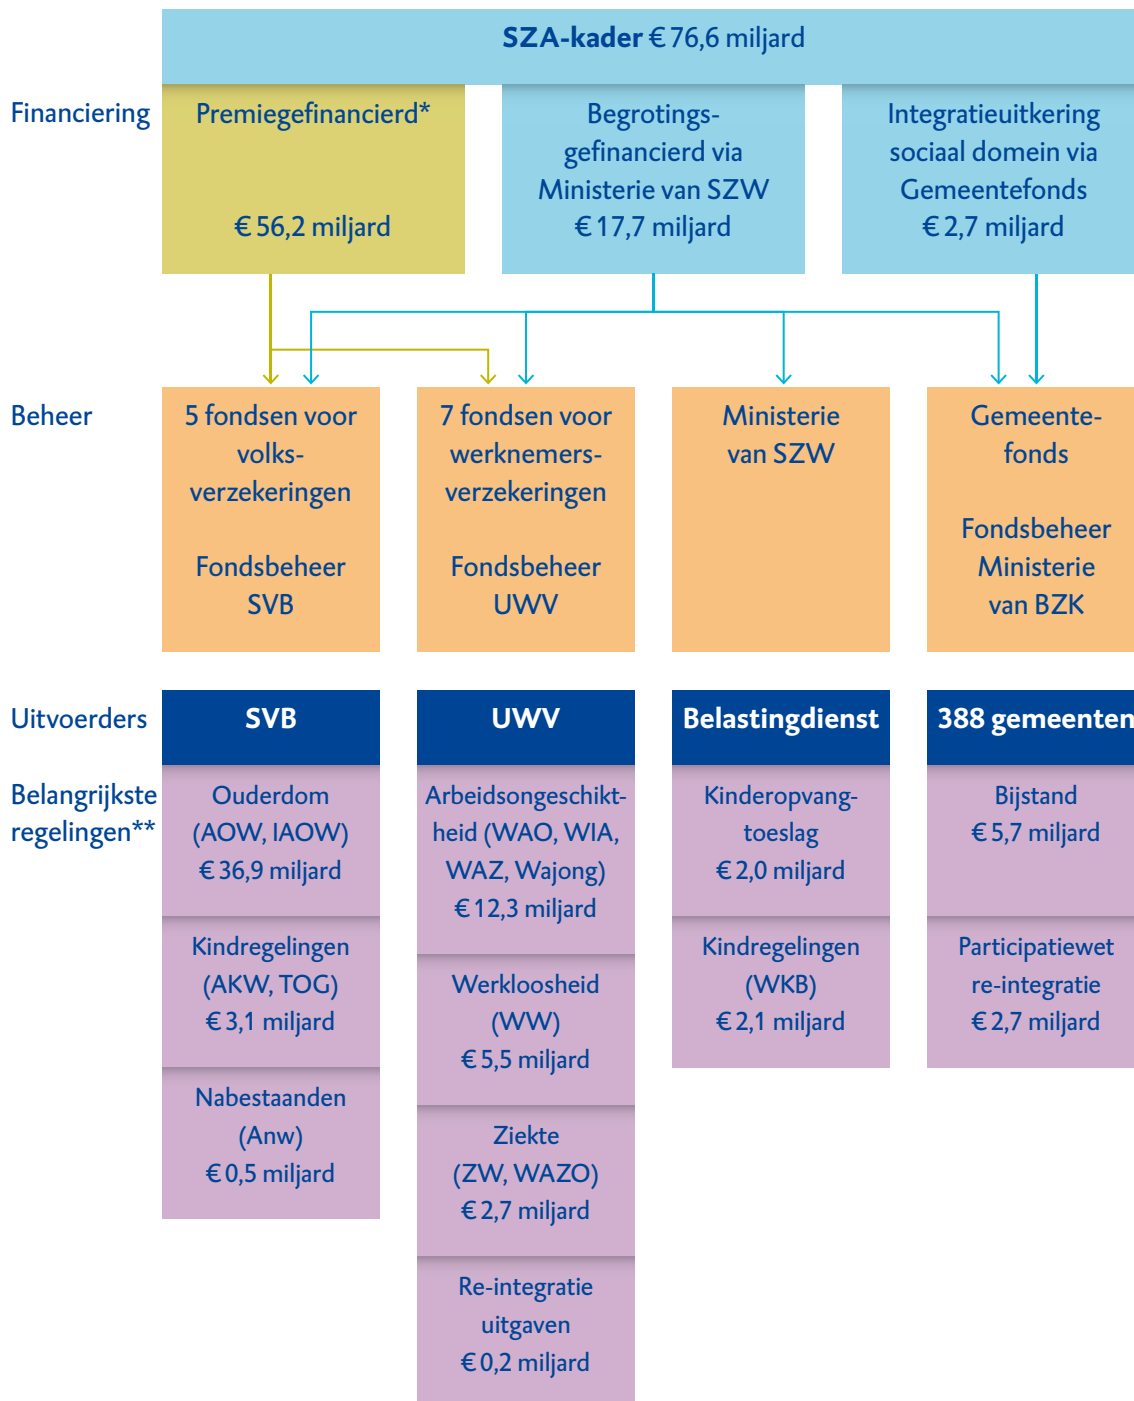 SZA-kader € 76,6 miljard
Financiering
Premiegefinancierd*
€ 56,2 miljard
Begrotings-
gefinancierd via
Ministerie van SZW
€ 17,7 miljard
Integratieuitkering
sociaal domein via
Gemeentefonds
€ 2,7 miljard
Beheer
5 fondsen voor
volks-
verzekeringen
Fondsbeheer
SVB
7 fondsen voor
werknemers-
verzekeringen
Fondsbeheer
UWV
Ministerie
van SZW
Gemeente-
fonds
Fondsbeheer
Ministerie
van BZK
Uitvoerders
SVB
UWV
Belastingdienst
388 gemeenten
Belangrijkste
regelingen**
Ouderdom
(AOW, IAOW)
€ 36,9 miljard
Kindregelingen
(AKW, TOG)
€ 3,1 miljard
Nabestaanden
(Anw)
€ 0,5 miljard
Arbeidsongeschikt-
heid (WAO, WIA,
WAZ, Wajong)
€ 12,3 miljard
Werkloosheid
(WW)
€ 5,5 miljard
Ziekte
(ZW, WAZO)
€ 2,7 miljard
Re-integratie
uitgaven
€ 0,2 miljard
Kinderopvang-
toeslag
€ 2,0 miljard
Kindregelingen
(WKB)
€ 2,1 miljard
Bijstand
€ 5,7 miljard
Participatiewet
re-integratie
€ 2,7 miljard